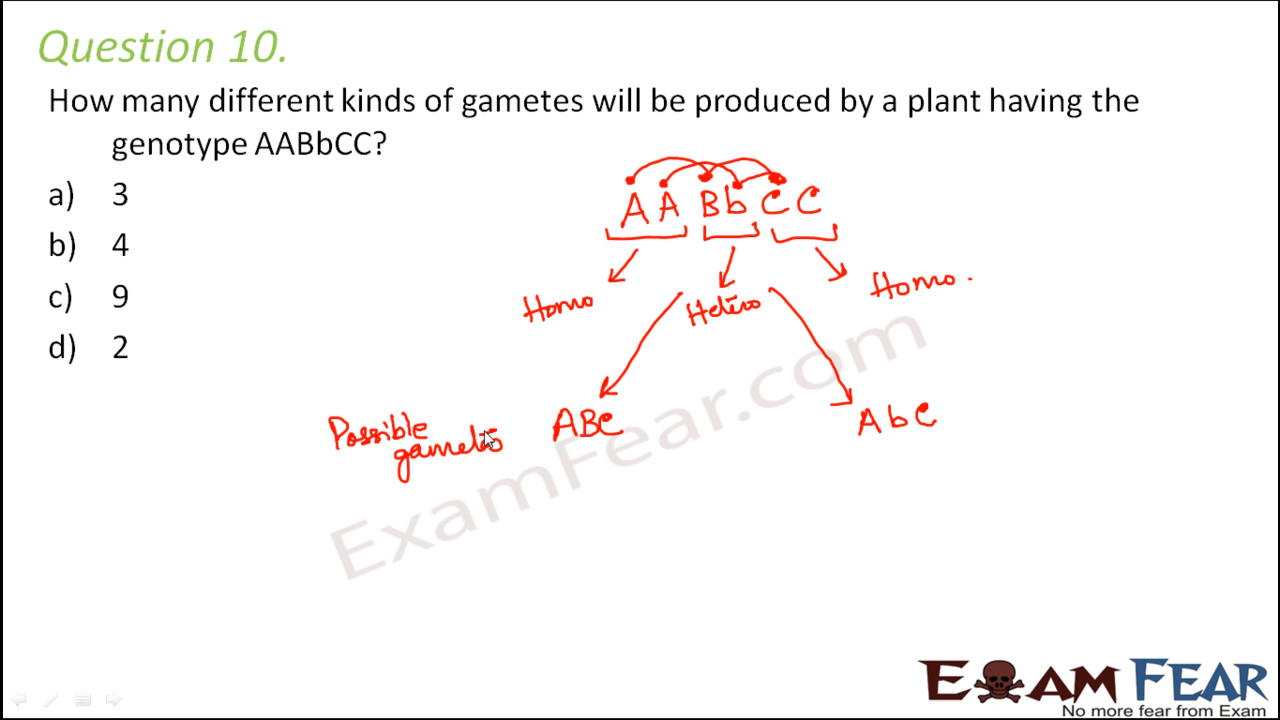 Question 10.
How many different kinds of gametes will be produced by a plant having the
genotype AABbCC?
a) 3
b) 4
c) 9
d) 2
A A B b C C
Homo Hetero Homo.
Possible
gametes
ABC AbC
ExamFear.com
EXAM FEAR
No more fear from Exam